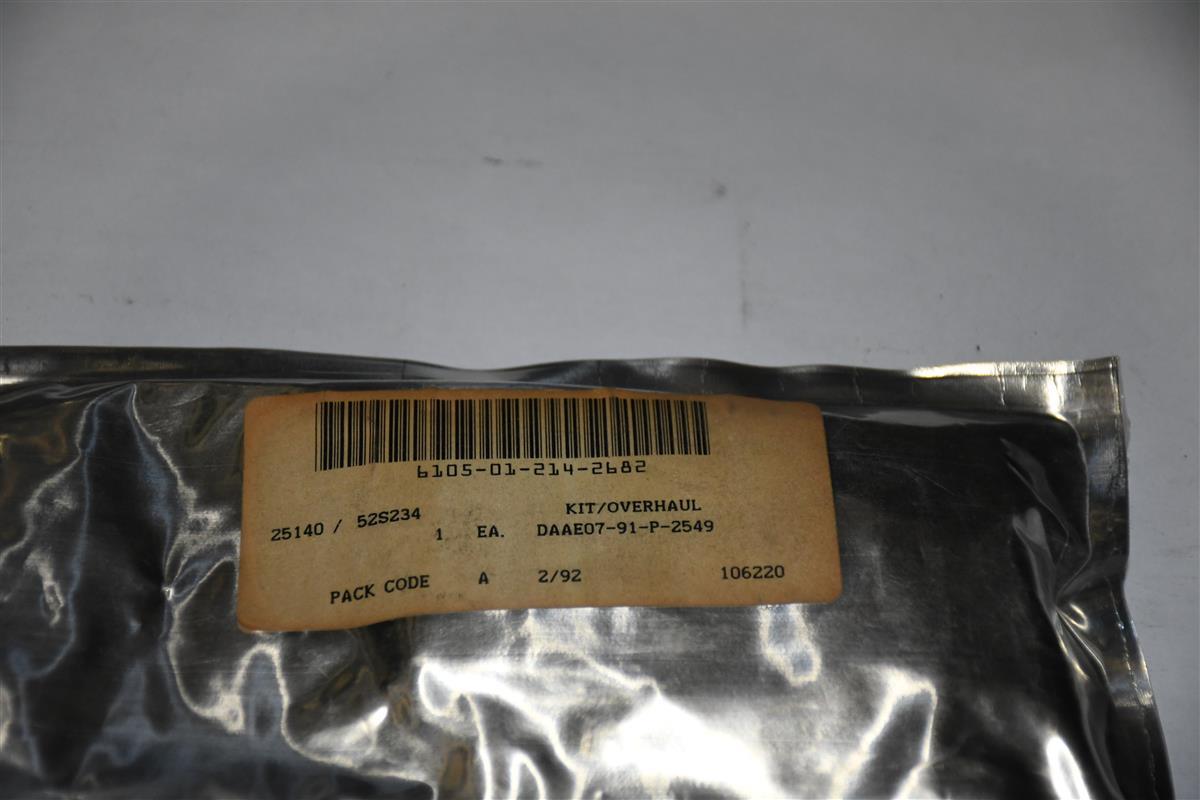 6105-01-214-2682
KIT/OVERHAUL
25140 / 52S234
1 EA. DAAE07-91-P-2549
PACK CODE A 2/92 106220